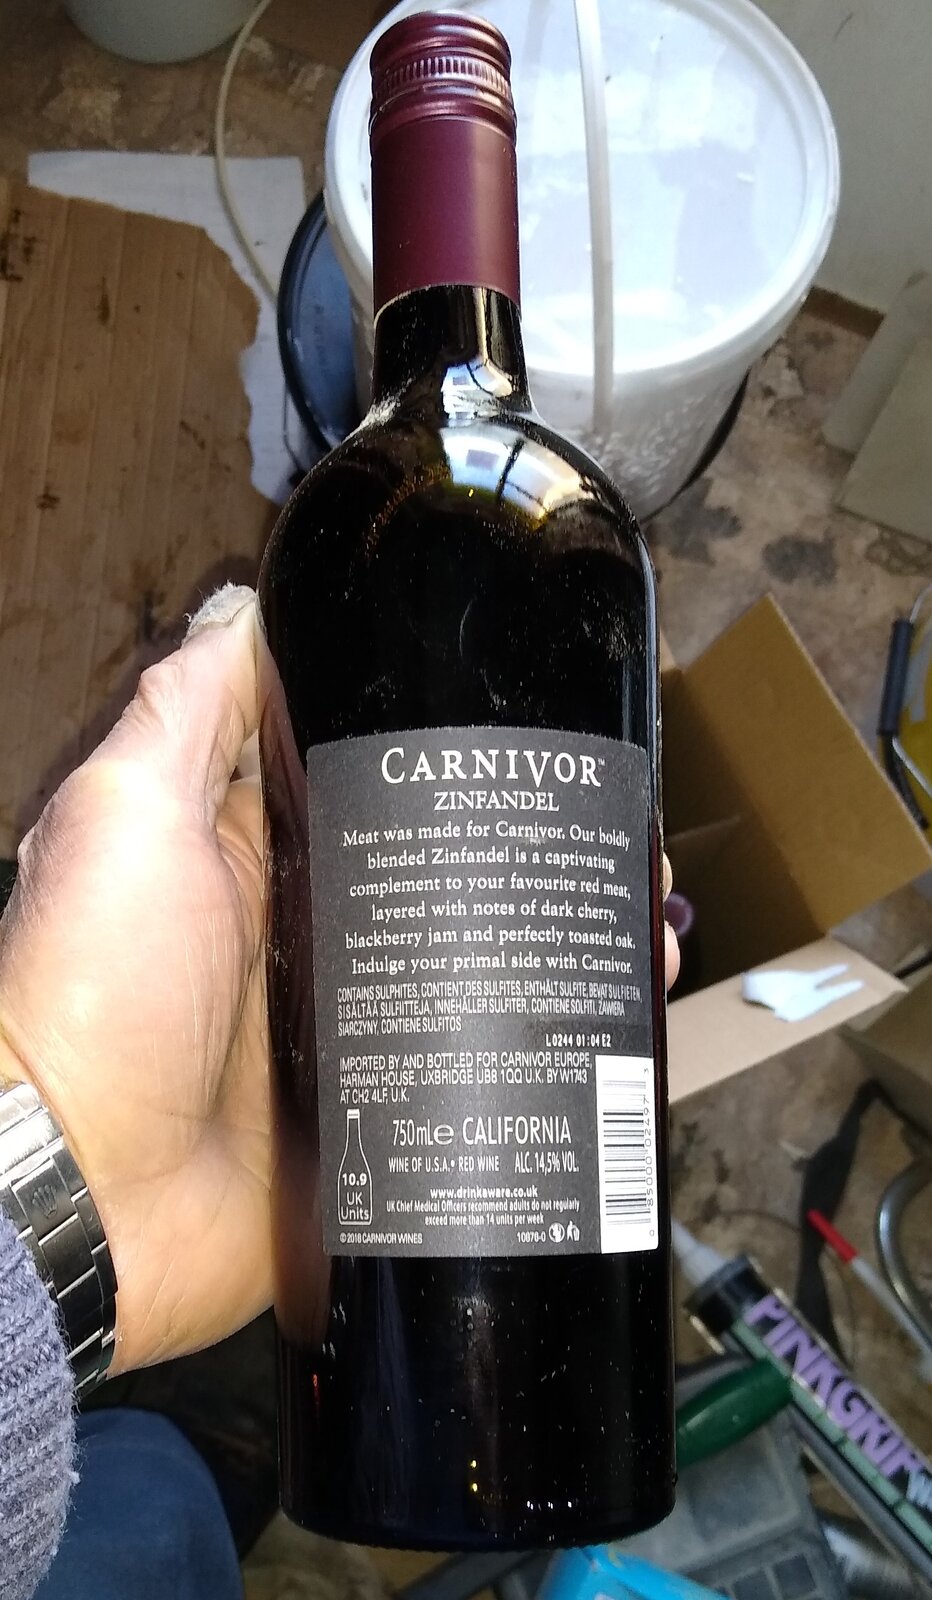 CARNIVOR™
ZINFANDEL
Meat was made for Carnivor. Our boldly
blended Zinfandel is a captivating
complement to your favourite red meat,
layered with notes of dark cherry,
blackberry jam and perfectly toasted oak.
Indulge your primal side with Carnivor.
CONTAINS SULPHITES, CONTIENT DES SULFITES, ENTHÄLT SULFITE, BEVAT SULFIETEN,
SISÄLTÄÄ SULFIITTEJA, INNEHÅLLER SULFITER, CONTIENE SOLFITI, ZAWIERA
SIARCZYNY, CONTIENE SULFITOS
L0244 01:04 E2
IMPORTED BY AND BOTTLED FOR CARNIVOR EUROPE,
HARMAN HOUSE, UXBRIDGE UB8 1QQ U.K. BY W1743
AT CH2 4LF, U.K.
750mLe CALIFORNIA
WINE OF U.S.A. • RED WINE ALC. 14,5% VOL.
10.9
UK
Units
www.drinkaware.co.uk
UK Chief Medical Officers recommend adults do not regularly
exceed more than 14 units per week
© 2018 CARNIVOR WINES 10876-0
0 85000 02497 3
PINKGRIP